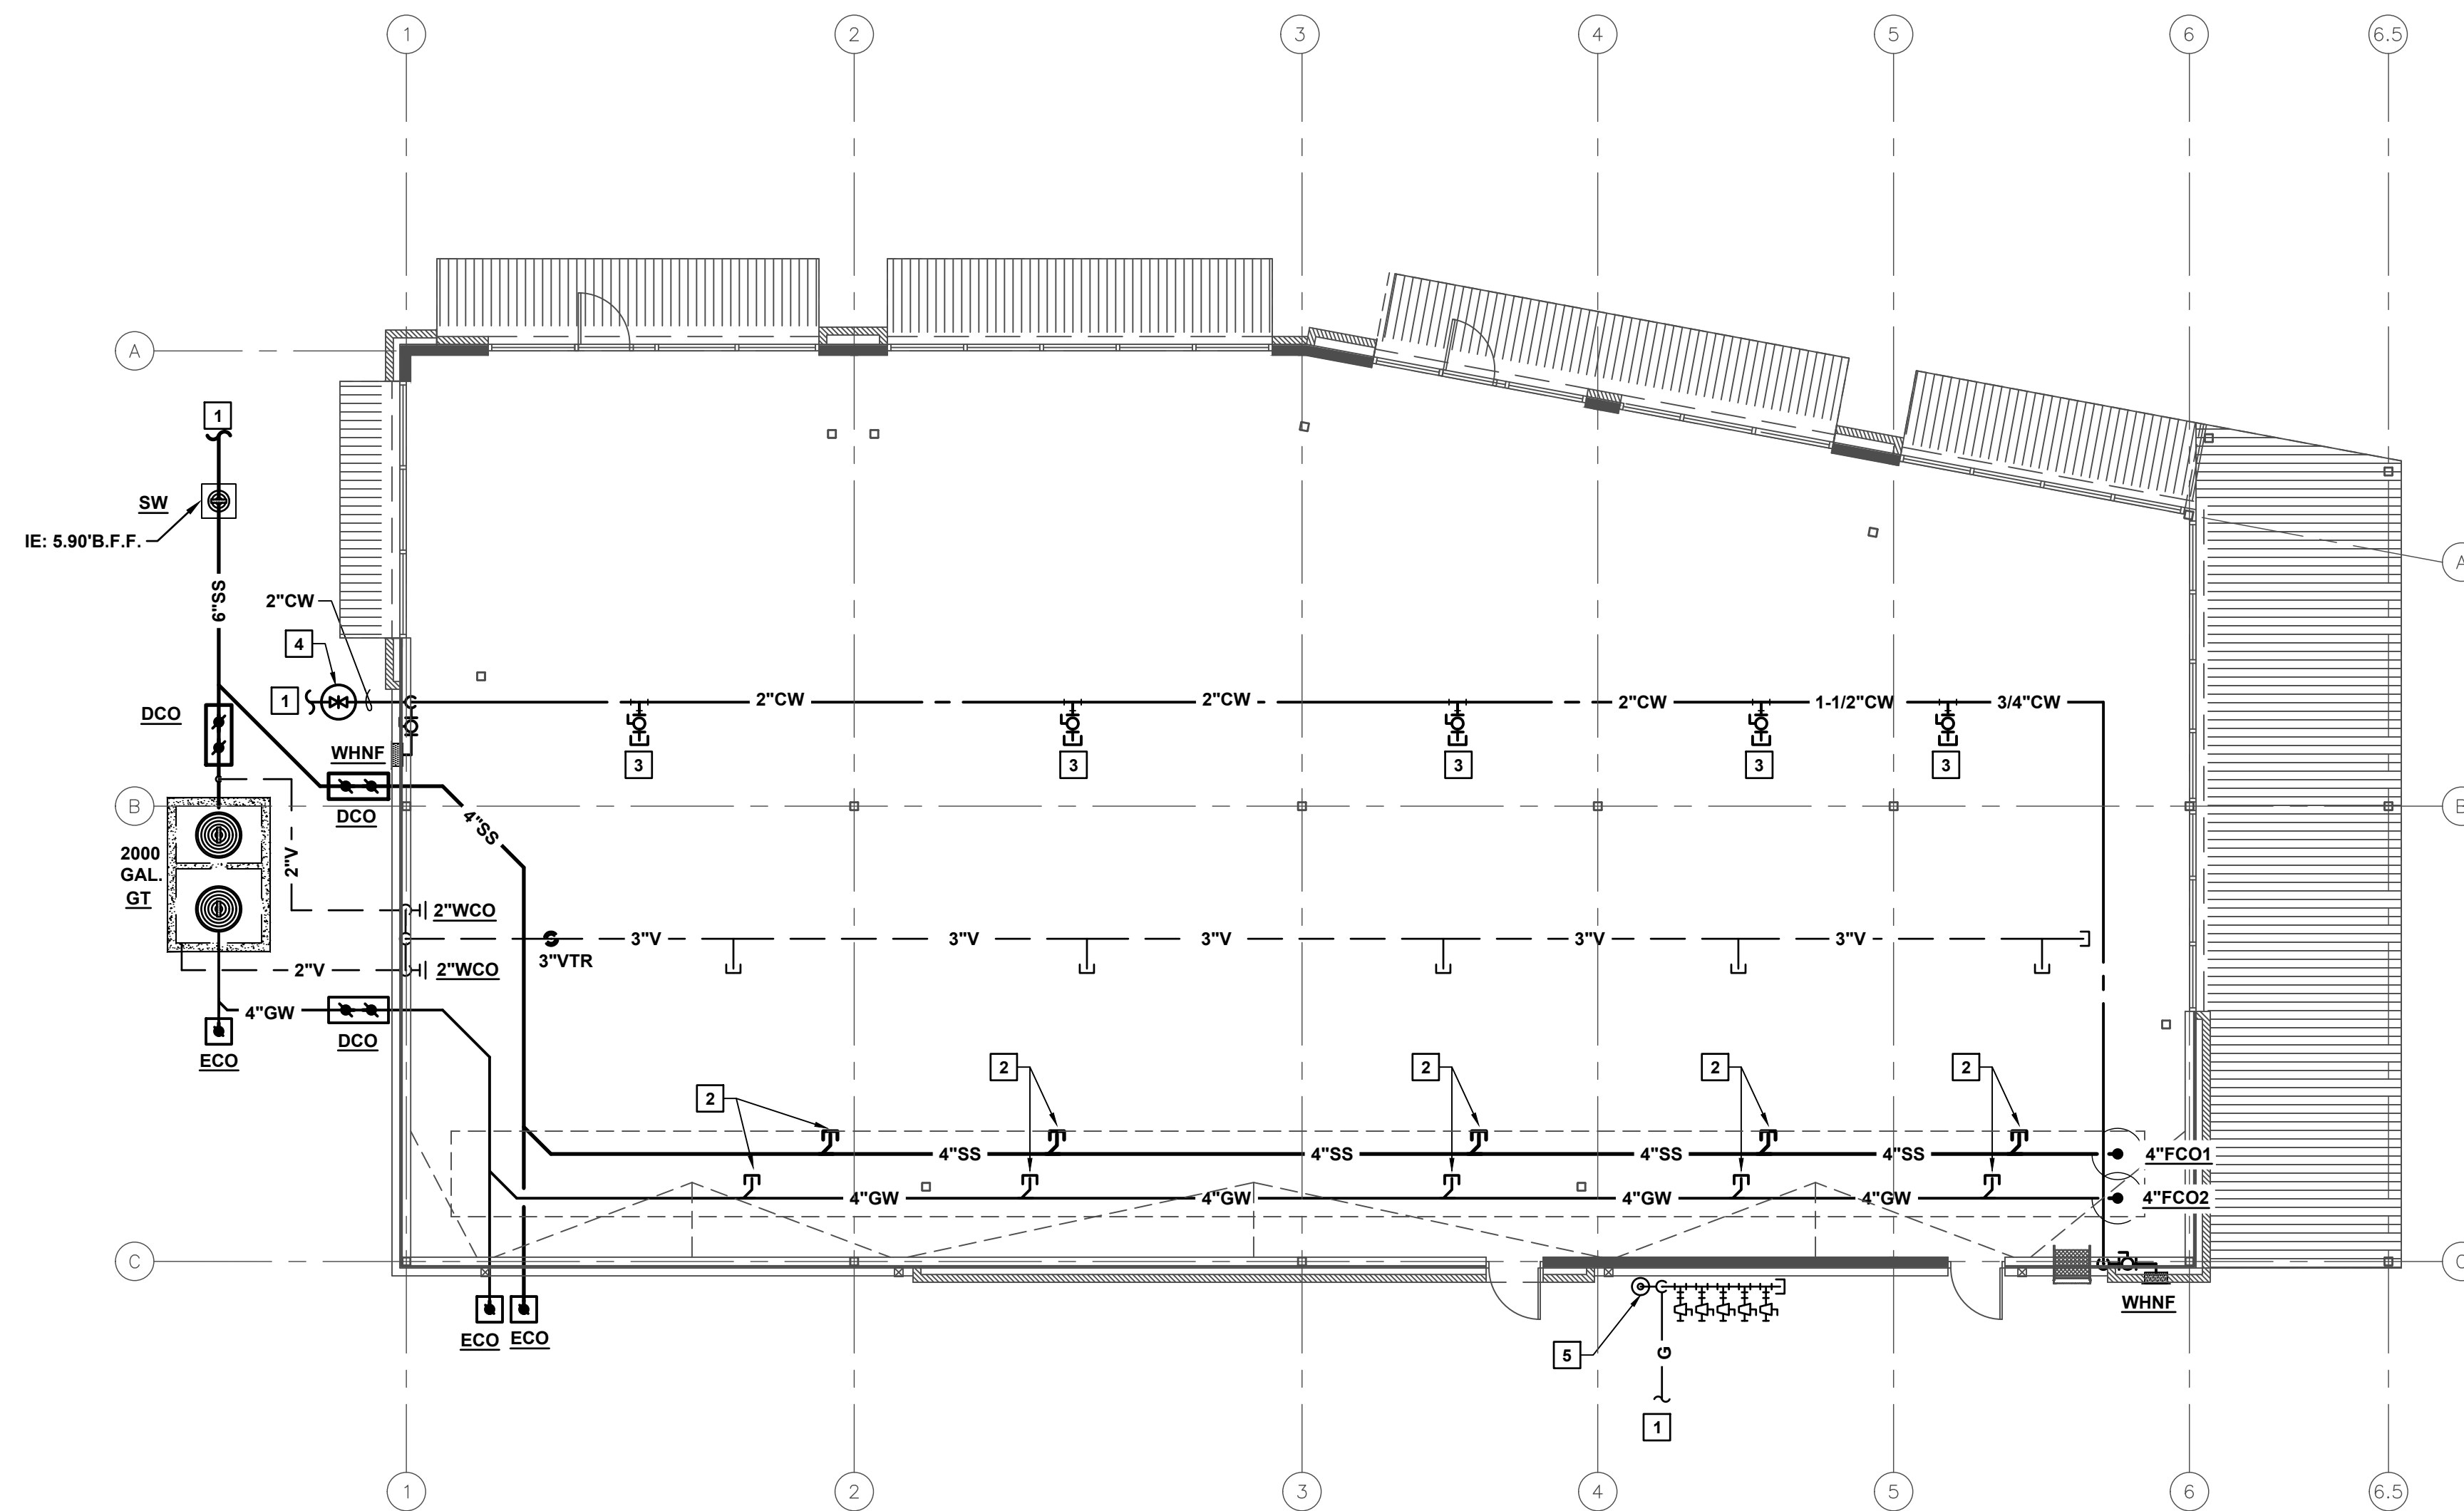 1 2 3 4 5 6 6.5
A
1
SW
IE: 5.90'B.F.F.
A
6"SS
2"CW
4
1
2"CW 2"CW 2"CW 1-1/2"CW 3/4"CW
DCO
WHNF
3 3 3 3 3
B
DCO
4"SS
B
2000
GAL.
GT
2"V
2"WCO
3"V 3"V 3"V 3"V 3"V
3"VTR
2"V
2"WCO
4"GW
DCO
ECO
2 2 2 2 2
4"SS 4"SS 4"SS 4"SS 4"FCO1
4"GW 4"GW 4"GW 4"GW 4"FCO2
C
C
WHNF
ECO ECO
5
G
1
1 2 3 4 5 6 6.5